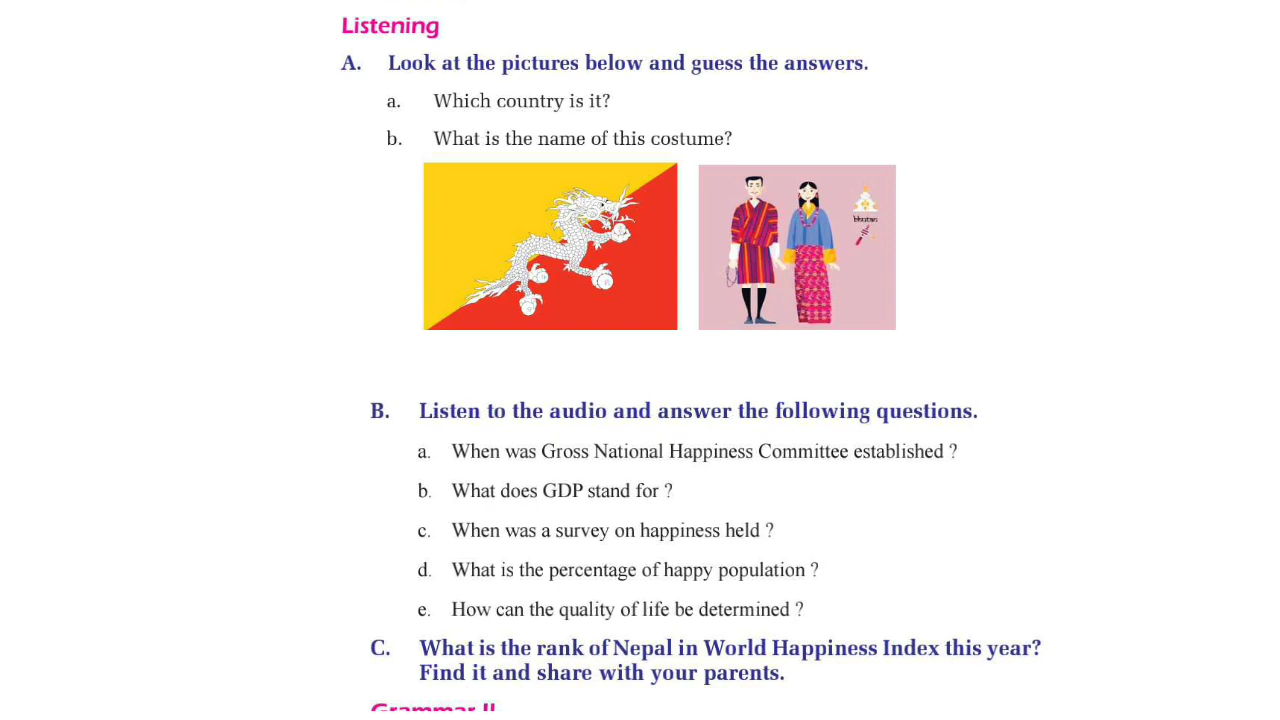 Listening
A. Look at the pictures below and guess the answers.
a. Which country is it?
b. What is the name of this costume?
bhutan
B. Listen to the audio and answer the following questions.
a. When was Gross National Happiness Committee established ?
b. What does GDP stand for ?
c. When was a survey on happiness held ?
d. What is the percentage of happy population ?
e. How can the quality of life be determined ?
C. What is the rank of Nepal in World Happiness Index this year?
Find it and share with your parents.
Grammar II